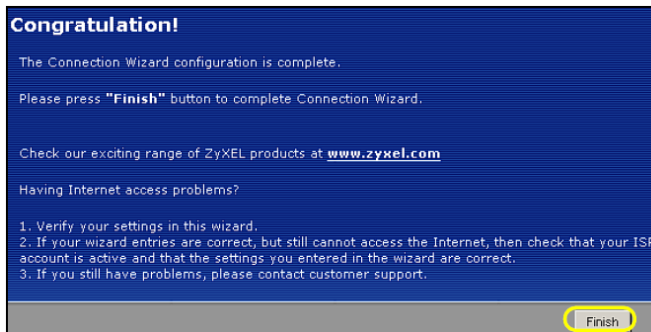 Congratulation!
The Connection Wizard configuration is complete.
Please press "Finish" button to complete Connection Wizard.
Check our exciting range of ZyXEL products at www.zyxel.com
Having Internet access problems?
1. Verify your settings in this wizard.
2. If your wizard entries are correct, but still cannot access the Internet, then check that your ISP
account is active and that the settings you entered in the wizard are correct.
3. If you still have problems, please contact customer support.
Finish